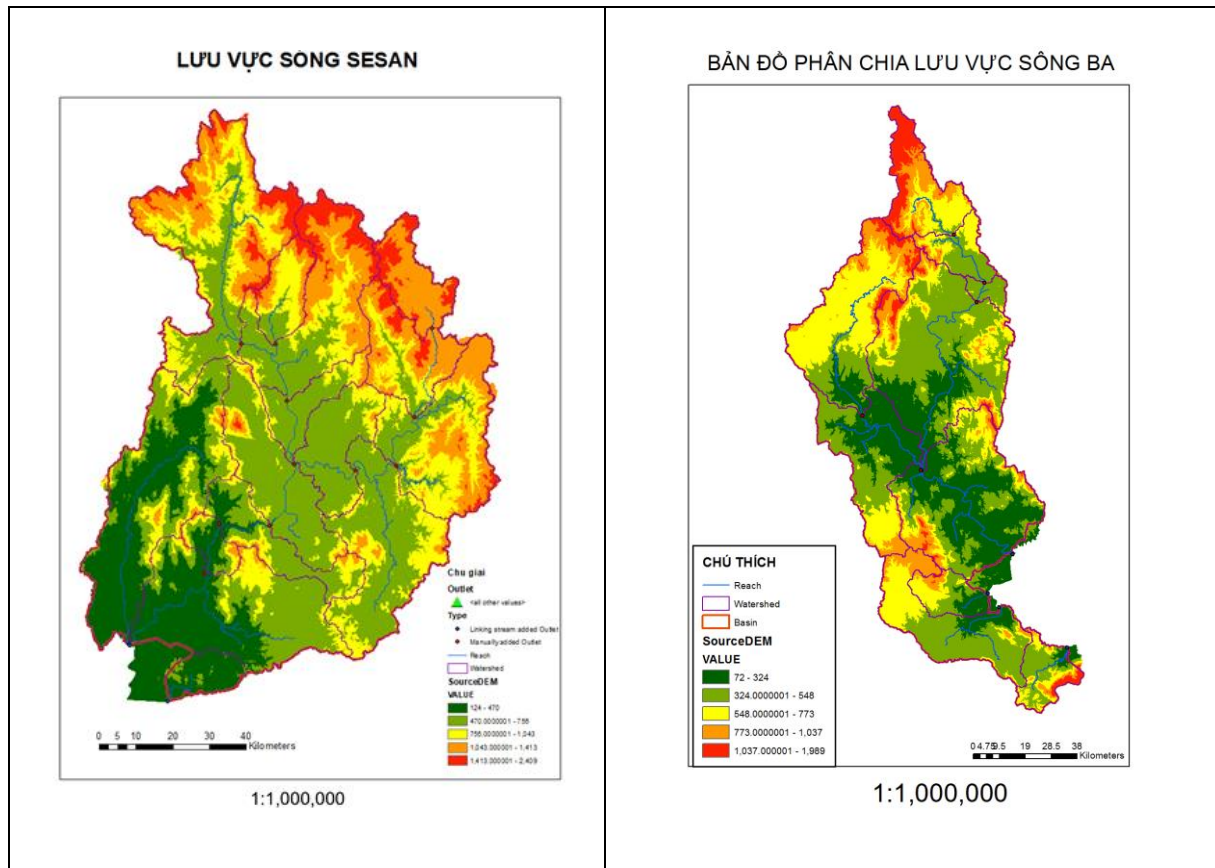 LƯU VỰC SÔNG SESAN
Chu giai
Outlet
<all other values>
Type
Linking stream added Outlet
Manually added Outlet
Reach
Watershed
SourceDEM
VALUE
124 - 470
470.0000001 - 756
756.0000001 - 1,043
1,043.000001 - 1,413
1,413.000001 - 2,409
0 5 10 20 30 40
Kilometers
1:1,000,000
BẢN ĐỒ PHÂN CHIA LƯU VỰC SÔNG BA
CHÚ THÍCH
Reach
Watershed
Basin
SourceDEM
VALUE
72 - 324
324.0000001 - 548
548.0000001 - 773
773.0000001 - 1,037
1,037.000001 - 1,989
0 4.75 9.5 19 28.5 38
Kilometers
1:1,000,000